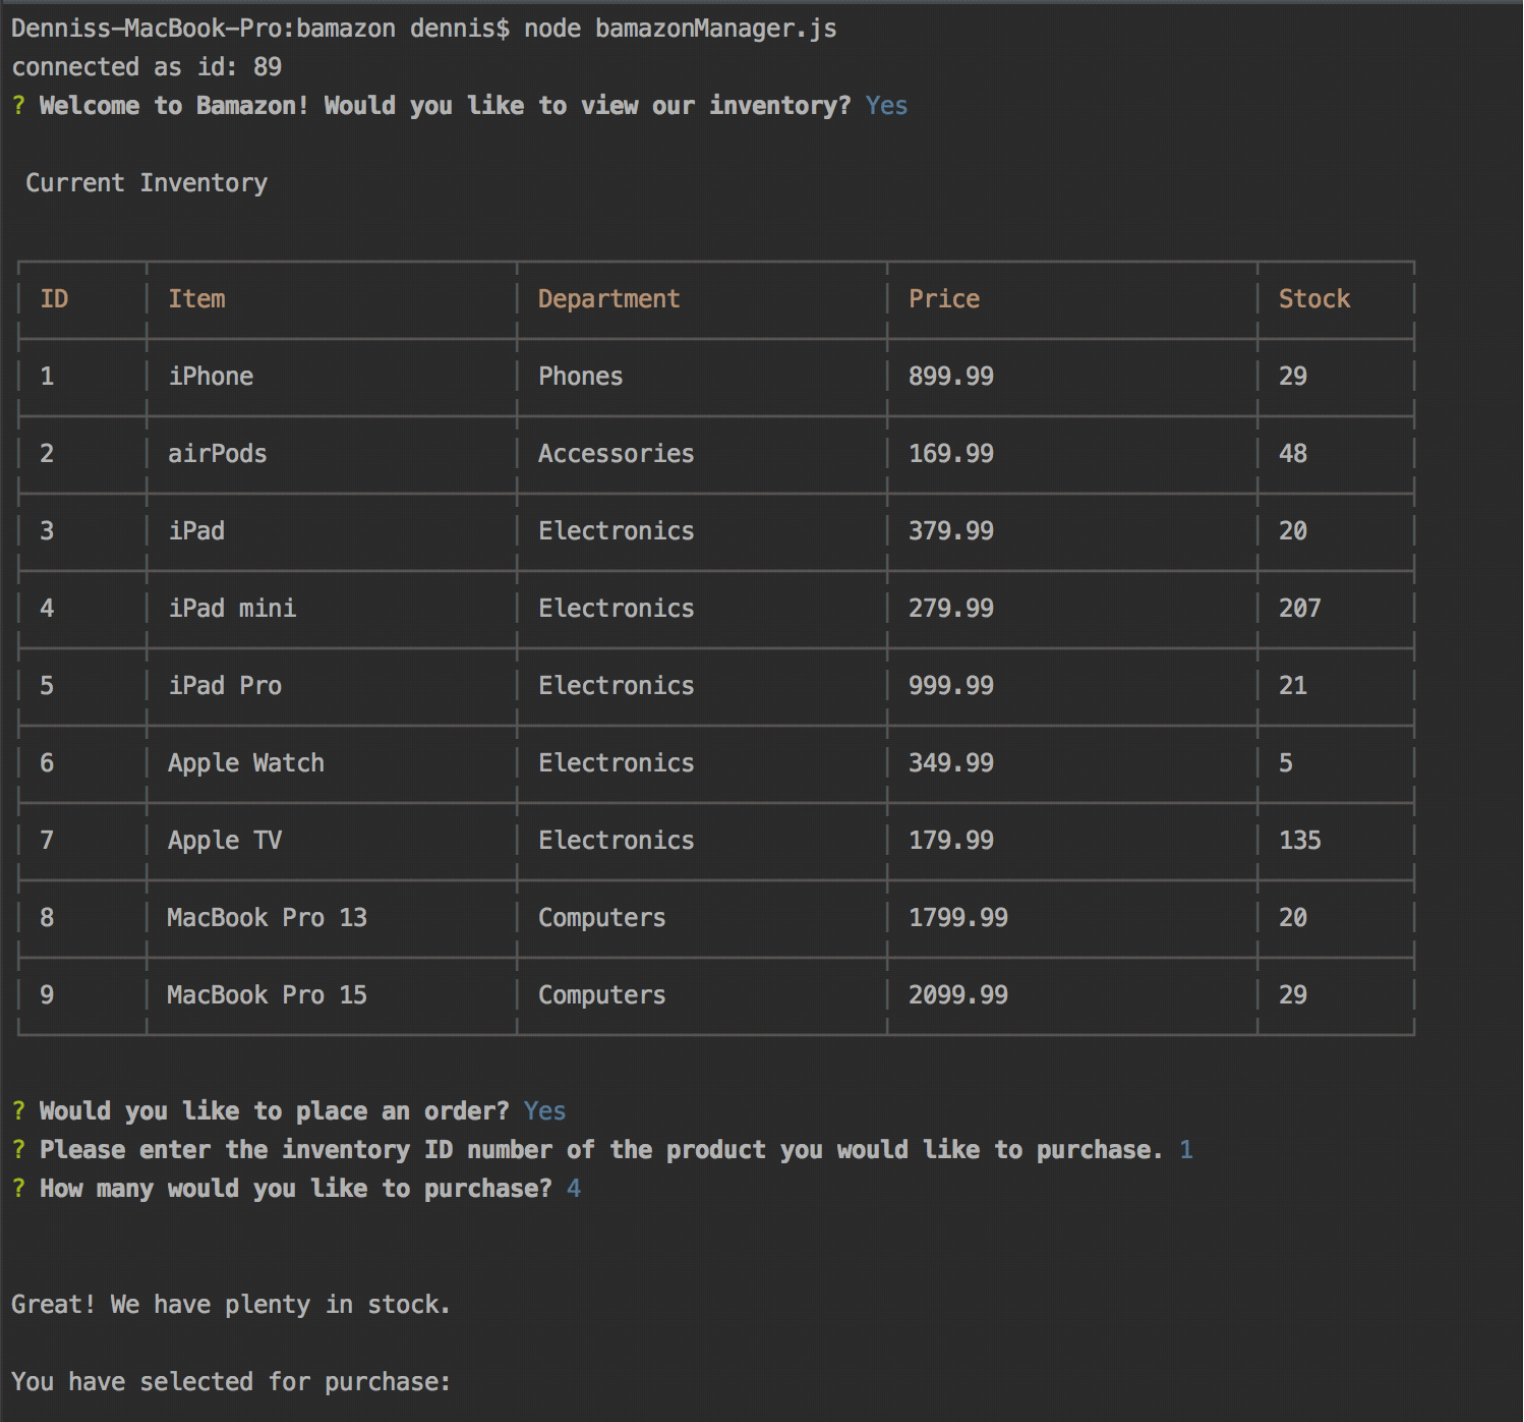 Denniss-MacBook-Pro:bamazon dennis$ node bamazonManager.js
connected as id: 89
? Welcome to Bamazon! Would you like to view our inventory? Yes
Current Inventory
ID Item Department Price Stock
1 iPhone Phones 899.99 29
2 airPods Accessories 169.99 48
3 iPad Electronics 379.99 20
4 iPad mini Electronics 279.99 207
5 iPad Pro Electronics 999.99 21
6 Apple Watch Electronics 349.99 5
7 Apple TV Electronics 179.99 135
8 MacBook Pro 13 Computers 1799.99 20
9 MacBook Pro 15 Computers 2099.99 29
? Would you like to place an order? Yes
? Please enter the inventory ID number of the product you would like to purchase. 1
? How many would you like to purchase? 4
Great! We have plenty in stock.
You have selected for purchase: